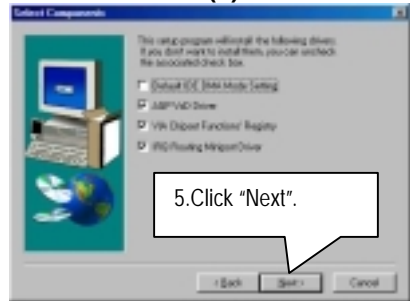 Select Components
This setup program will install the following drivers.
If you don't want to install them, you can uncheck
the associated check box.
Default IDE DMA Mode Setting
AGP VxD Driver
VIA Chipset Functions' Registry
IRQ Routing Miniport Driver
5.Click “Next”.
< Back Next > Cancel